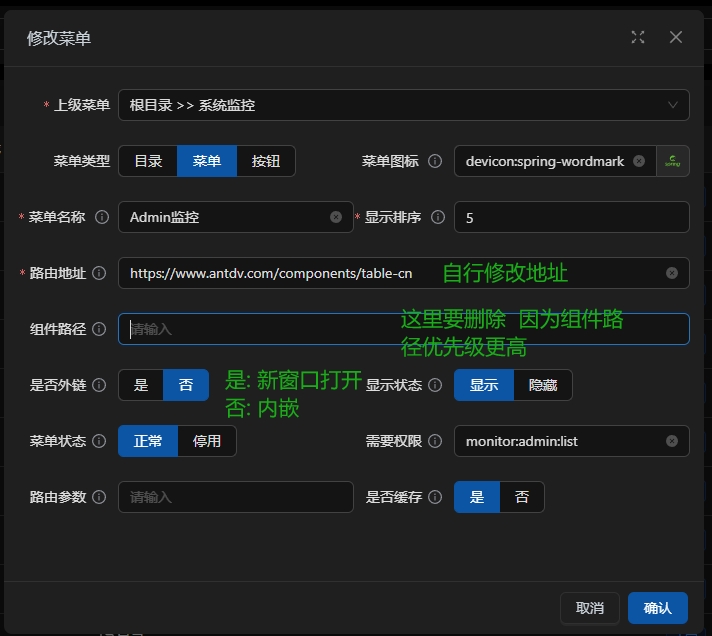 修改菜单
* 上级菜单 根目录 >> 系统监控
菜单类型 目录 菜单 按钮 菜单图标 devicon:spring-wordmark
* 菜单名称 Admin监控 * 显示排序 5
* 路由地址 https://www.antdv.com/components/table-cn 自行修改地址
组件路径 请输入 这里要删除 因为组件路
径优先级更高
是否外链 是 否 是: 新窗口打开 显示状态 显示 隐藏
否: 内嵌
菜单状态 正常 停用 需要权限 monitor:admin:list
路由参数 请输入 是否缓存 是 否
取消 确认